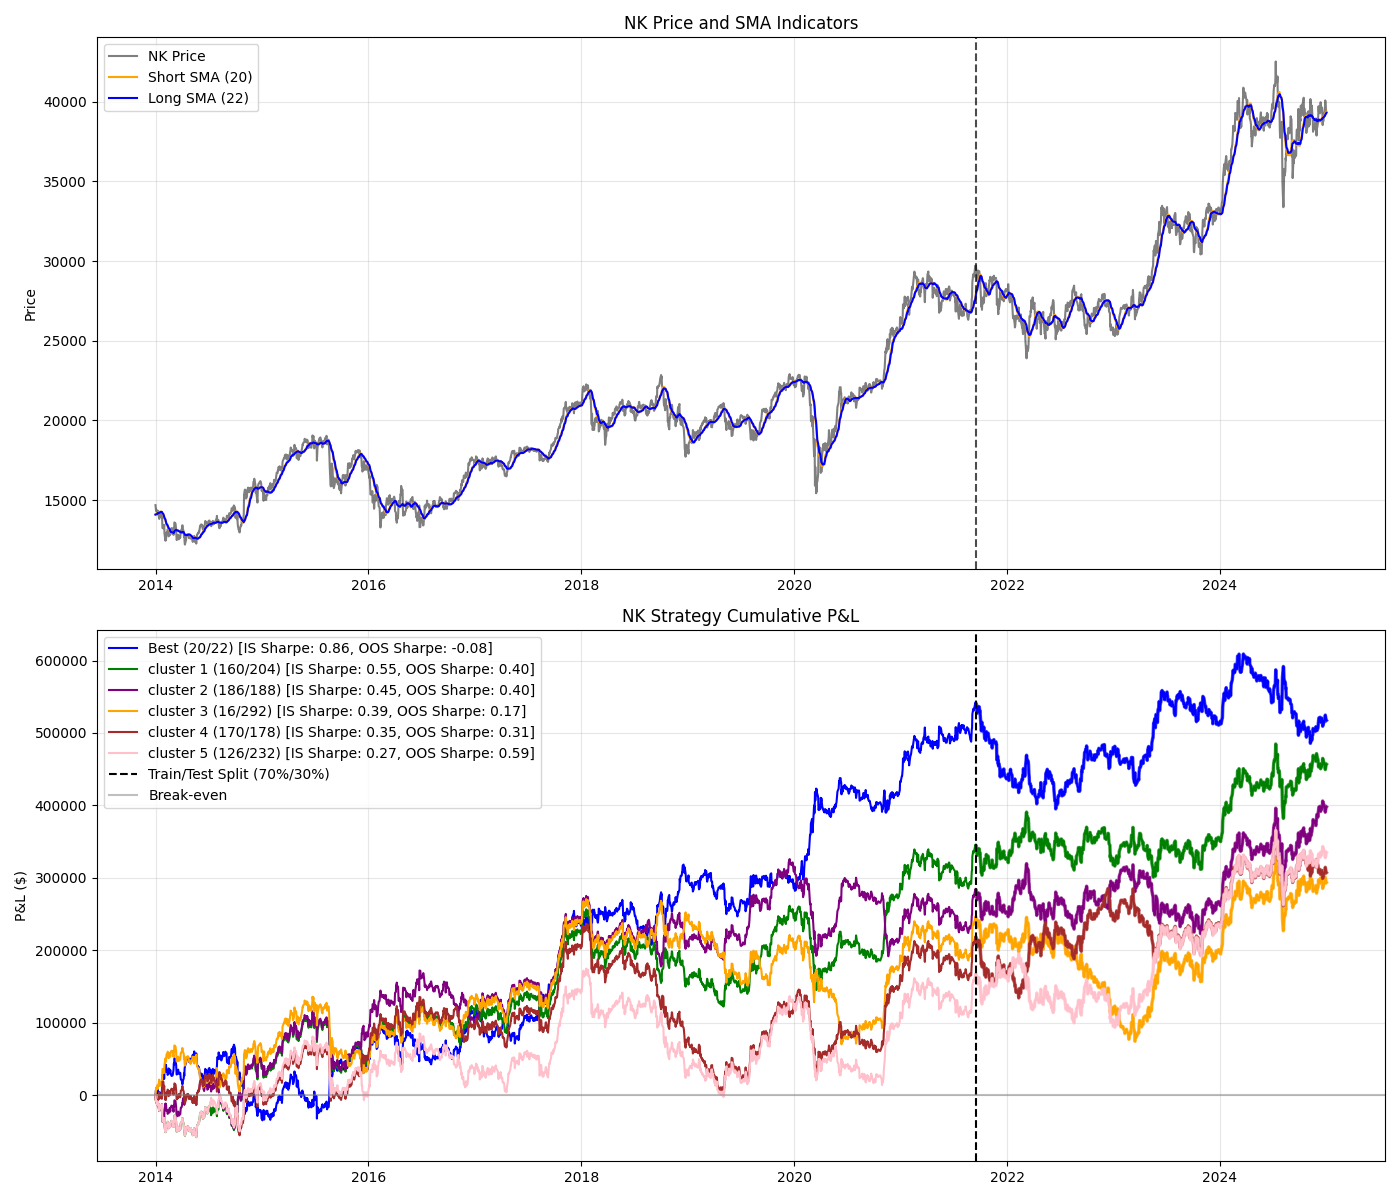 NK Price and SMA Indicators
NK Price
Short SMA (20)
Long SMA (22)
Price
40000
35000
30000
25000
20000
15000
2014
2016
2018
2020
2022
2024
NK Strategy Cumulative P&L
Best (20/22) [IS Sharpe: 0.86, OOS Sharpe: -0.08]
cluster 1 (160/204) [IS Sharpe: 0.55, OOS Sharpe: 0.40]
cluster 2 (186/188) [IS Sharpe: 0.45, OOS Sharpe: 0.40]
cluster 3 (16/292) [IS Sharpe: 0.39, OOS Sharpe: 0.17]
cluster 4 (170/178) [IS Sharpe: 0.35, OOS Sharpe: 0.31]
cluster 5 (126/232) [IS Sharpe: 0.27, OOS Sharpe: 0.59]
Train/Test Split (70%/30%)
Break-even
P&L ($)
600000
500000
400000
300000
200000
100000
0
2014
2016
2018
2020
2022
2024